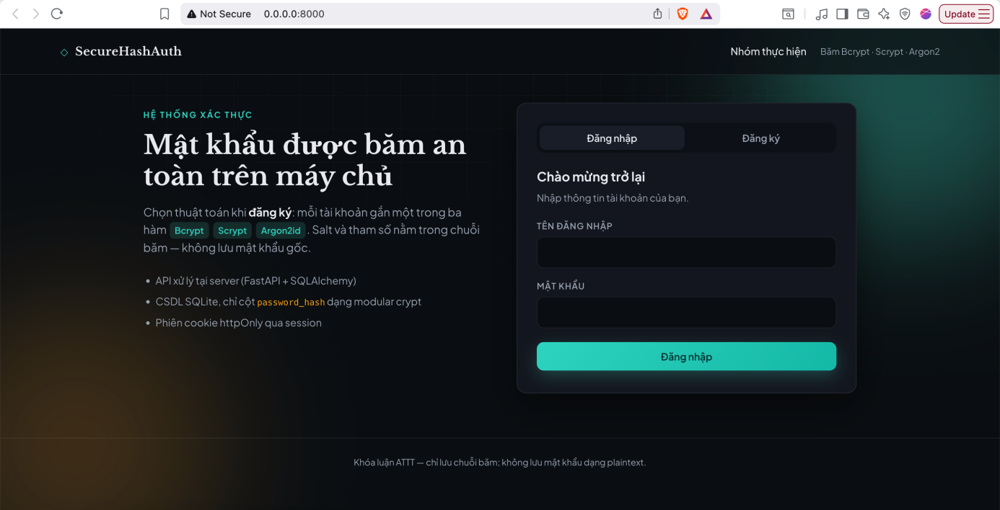 Not Secure 0.0.0.0:8000
Update
SecureHashAuth
Nhóm thực hiện
Băm Bcrypt · Scrypt · Argon2
HỆ THỐNG XÁC THỰC
Mật khẩu được băm an
toàn trên máy chủ
Chọn thuật toán khi đăng ký: mỗi tài khoản gắn một trong ba
hàm Bcrypt Scrypt Argon2id . Salt và tham số nằm trong chuỗi
băm — không lưu mật khẩu gốc.
• API xử lý tại server (FastAPI + SQLAlchemy)
• CSDL SQLite, chỉ cột password_hash dạng modular crypt
• Phiên cookie httpOnly qua session
Đăng nhập
Đăng ký
Chào mừng trở lại
Nhập thông tin tài khoản của bạn.
TÊN ĐĂNG NHẬP
MẬT KHẨU
Đăng nhập
Khóa luận ATTT — chỉ lưu chuỗi băm; không lưu mật khẩu dạng plaintext.